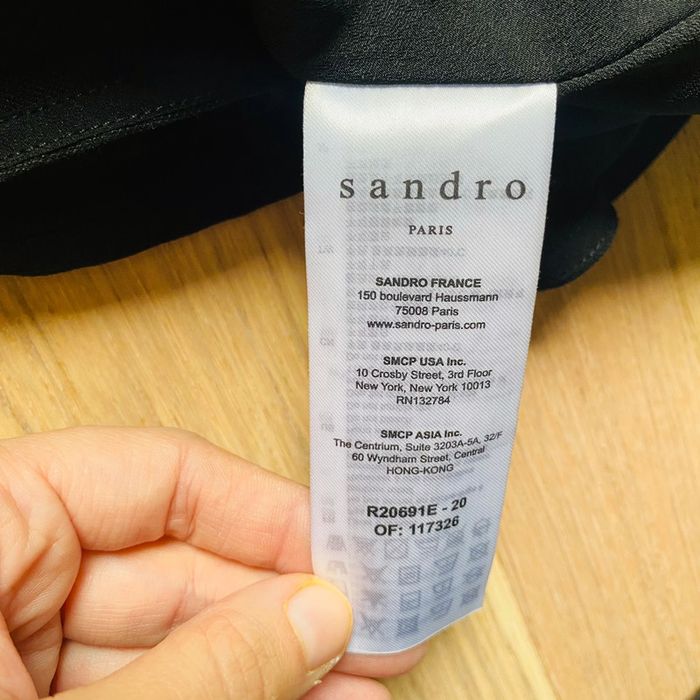 sandro
PARIS
SANDRO FRANCE
150 boulevard Haussmann
75008 Paris
www.sandro-paris.com
SMCP USA Inc.
10 Crosby Street, 3rd Floor
New York, New York 10013
RN132784
SMCP ASIA Inc.
The Centrium, Suite 3203A-5A, 32/F
60 Wyndham Street, Central
HONG-KONG
R20691E - 20
OF: 117326